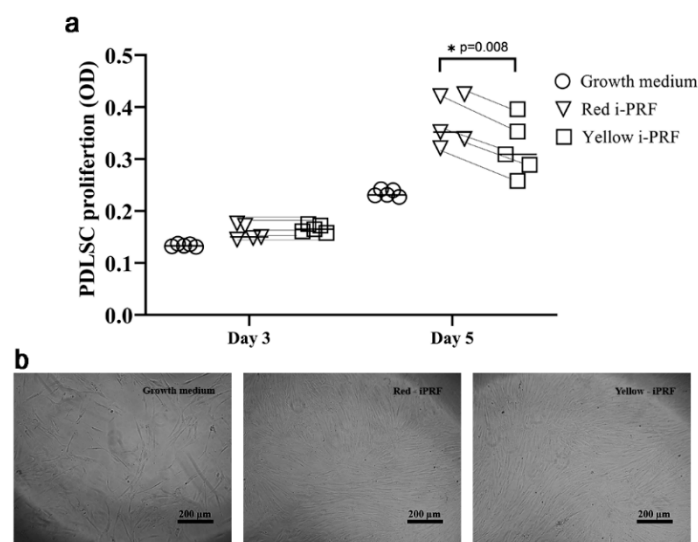 a
PDLSC prolifertion (OD)
0.5
0.4
0.3
0.2
0.1
0.0
* p=0.008
Growth medium
Red i-PRF
Yellow i-PRF
Day 3
Day 5
b
Growth medium
200 µm
Red - iPRF
200 µm
Yellow - iPRF
200 µm